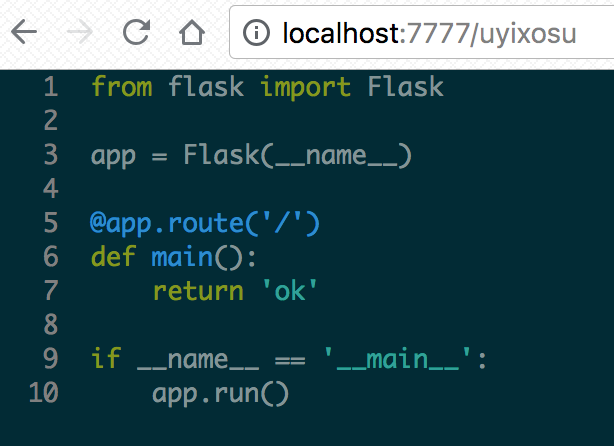 localhost:7777/uyixosu
1 from flask import Flask
2
3 app = Flask(__name__)
4
5 @app.route('/')
6 def main():
7     return 'ok'
8
9 if __name__ == '__main__':
10     app.run()